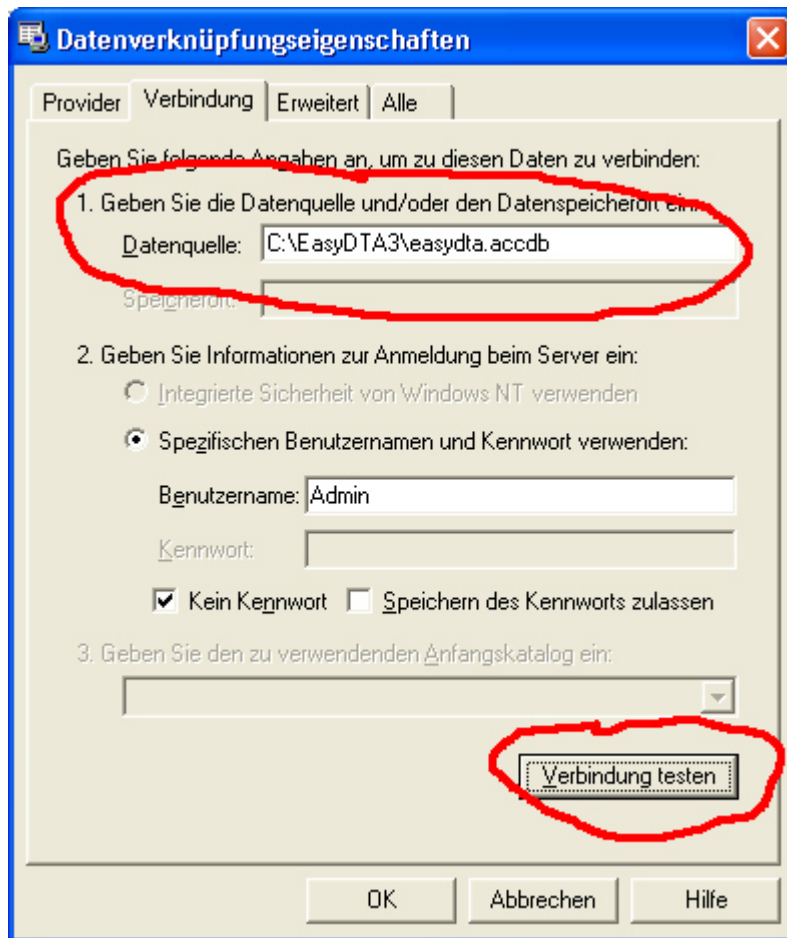 Datenverknüpfungseigenschaften
Provider Verbindung Erweitert Alle
Geben Sie folgende Angaben an, um zu diesen Daten zu verbinden:
1. Geben Sie die Datenquelle und/oder den Datenspeicherort ein:
Datenquelle: C:\EasyDTA3\easydta.accdb
Speicherort:
2. Geben Sie Informationen zur Anmeldung beim Server ein:
Integrierte Sicherheit von Windows NT verwenden
Spezifischen Benutzernamen und Kennwort verwenden:
Benutzername: Admin
Kennwort:
Kein Kennwort Speichern des Kennworts zulassen
3. Geben Sie den zu verwendenden Anfangskatalog ein:
Verbindung testen
OK Abbrechen Hilfe